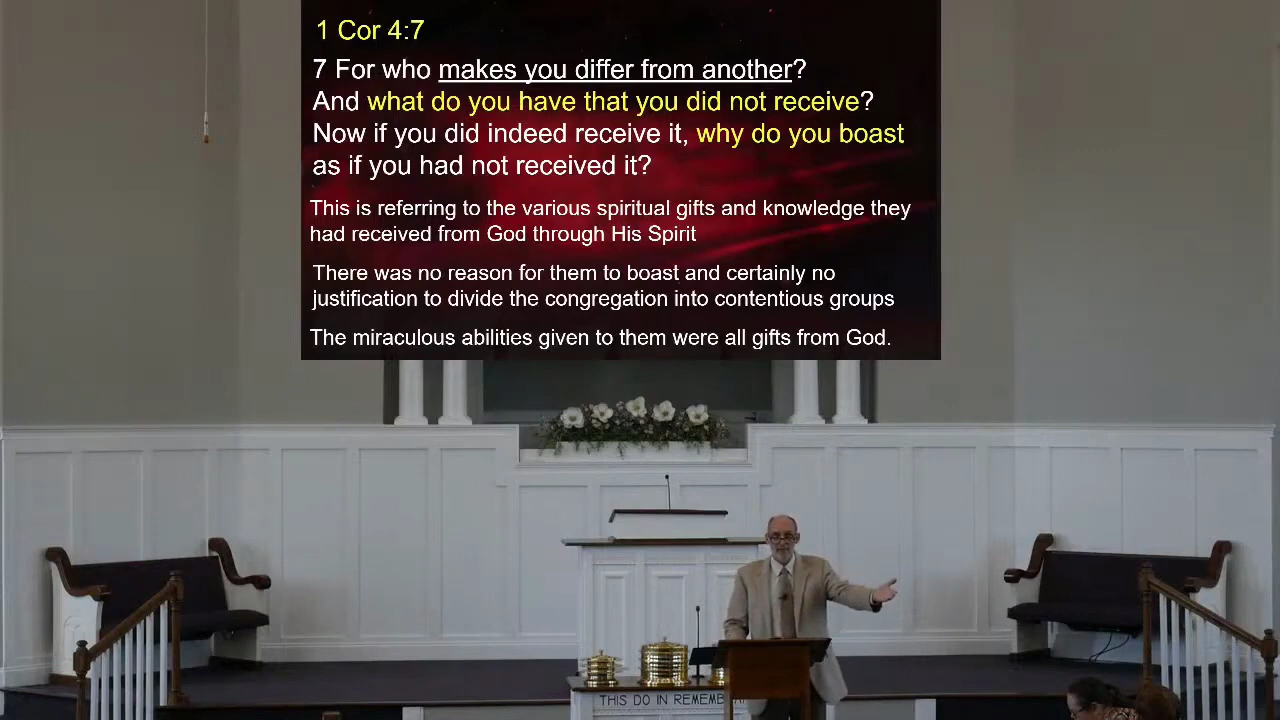 1 Cor 4:7
7 For who makes you differ from another?
And what do you have that you did not receive?
Now if you did indeed receive it, why do you boast
as if you had not received it?
This is referring to the various spiritual gifts and knowledge they
had received from God through His Spirit
There was no reason for them to boast and certainly no
justification to divide the congregation into contentious groups
The miraculous abilities given to them were all gifts from God.
THIS DO IN REMEMB